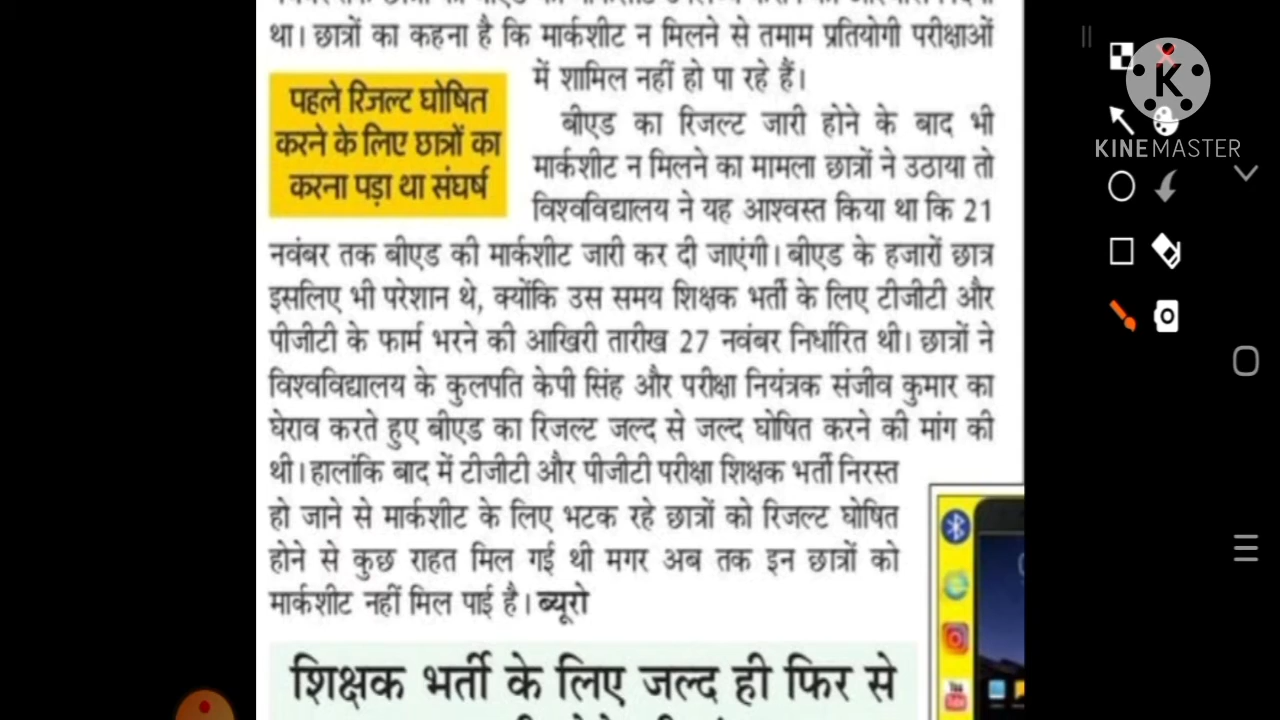 था। छात्रों का कहना है कि मार्कशीट न मिलने से तमाम प्रतियोगी परीक्षाओं
में शामिल नहीं हो पा रहे हैं।
पहले रिजल्ट घोषित
करने के लिए छात्रों का
करना पड़ा था संघर्ष
बीएड का रिजल्ट जारी होने के बाद भी
मार्कशीट न मिलने का मामला छात्रों ने उठाया तो
विश्वविद्यालय ने यह आश्वस्त किया था कि 21
नवंबर तक बीएड की मार्कशीट जारी कर दी जाएंगी। बीएड के हजारों छात्र
इसलिए भी परेशान थे, क्योंकि उस समय शिक्षक भर्ती के लिए टीजीटी और
पीजीटी के फार्म भरने की आखिरी तारीख 27 नवंबर निर्धारित थी। छात्रों ने
विश्वविद्यालय के कुलपति केपी सिंह और परीक्षा नियंत्रक संजीव कुमार का
घेराव करते हुए बीएड का रिजल्ट जल्द से जल्द घोषित करने की मांग की
थी। हालांकि बाद में टीजीटी और पीजीटी परीक्षा शिक्षक भर्ती निरस्त
हो जाने से मार्कशीट के लिए भटक रहे छात्रों को रिजल्ट घोषित
होने से कुछ राहत मिल गई थी मगर अब तक इन छात्रों को
मार्कशीट नहीं मिल पाई है। ब्यूरो
शिक्षक भर्ती के लिए जल्द ही फिर से
K
KINEMASTER
You
Tube